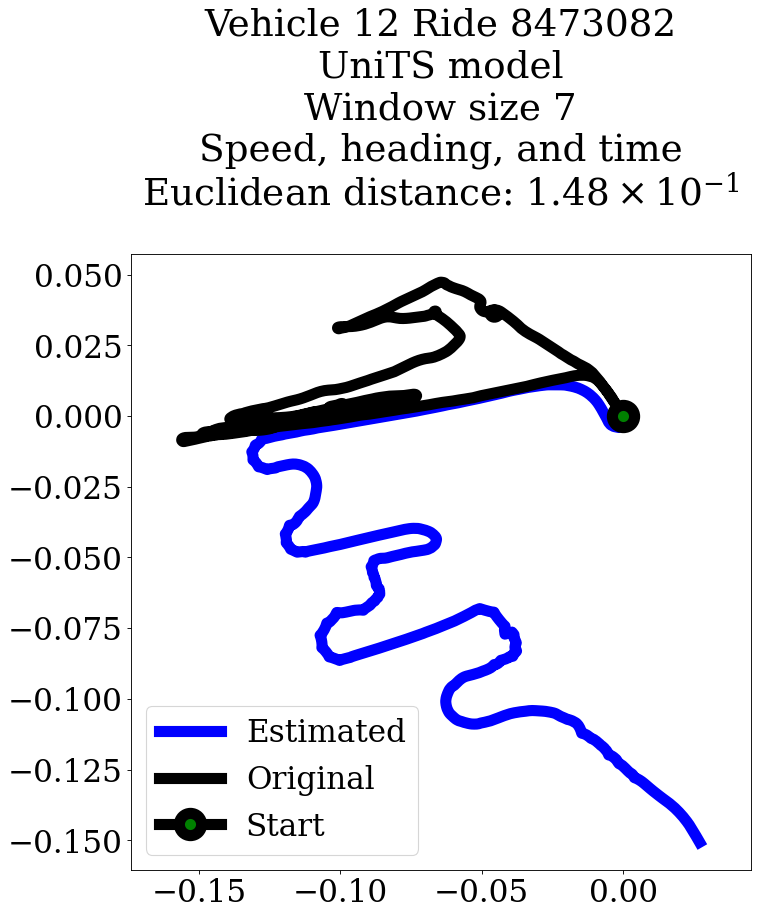 Vehicle 12 Ride 8473082
UniTS model
Window size 7
Speed, heading, and time
Euclidean distance: 1.48 × 10⁻¹
0.050
0.025
0.000
−0.025
−0.050
−0.075
−0.100
−0.125
−0.150
Estimated
Original
Start
−0.15 −0.10 −0.05 0.00